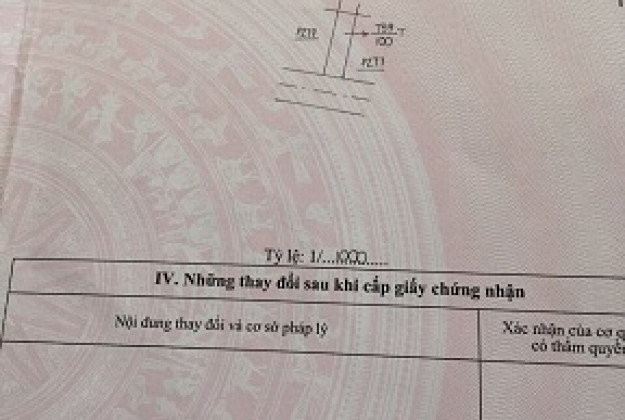 100
Tỷ lệ: 1/...1000.....
IV. Những thay đổi sau khi cấp giấy chứng nhận
Nội dung thay đổi và cơ sở pháp lý
Xác nhận của cơ q
có thẩm quyề